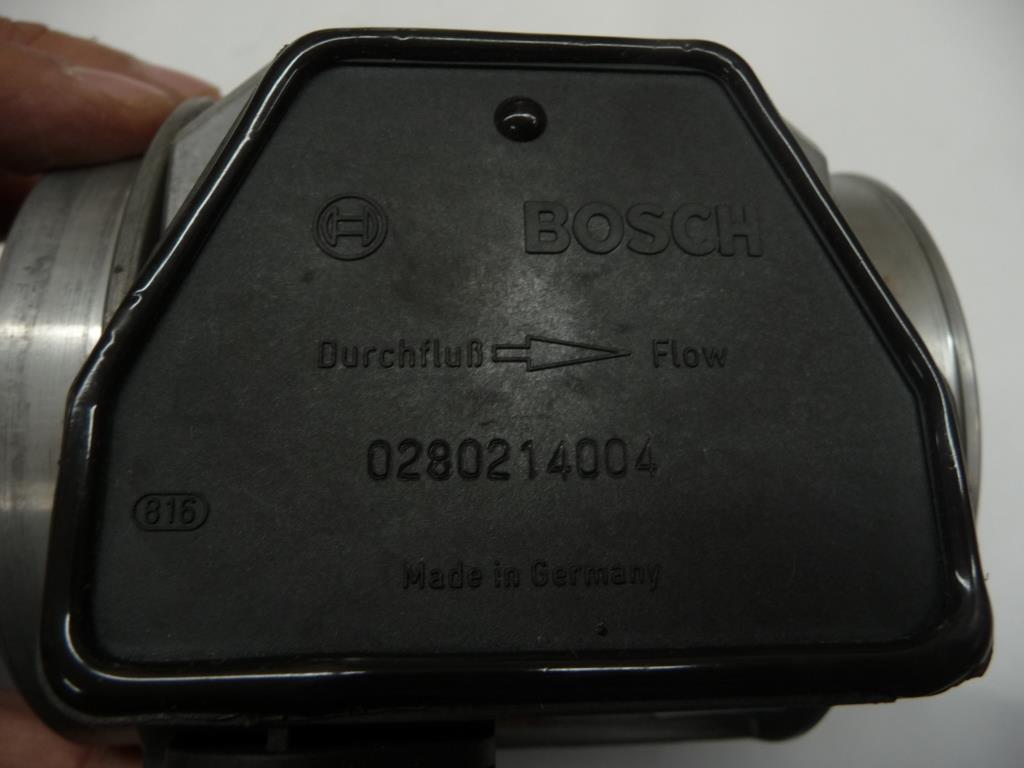 BOSCH
Durchfluß Flow
0280214004
816
Made in Germany